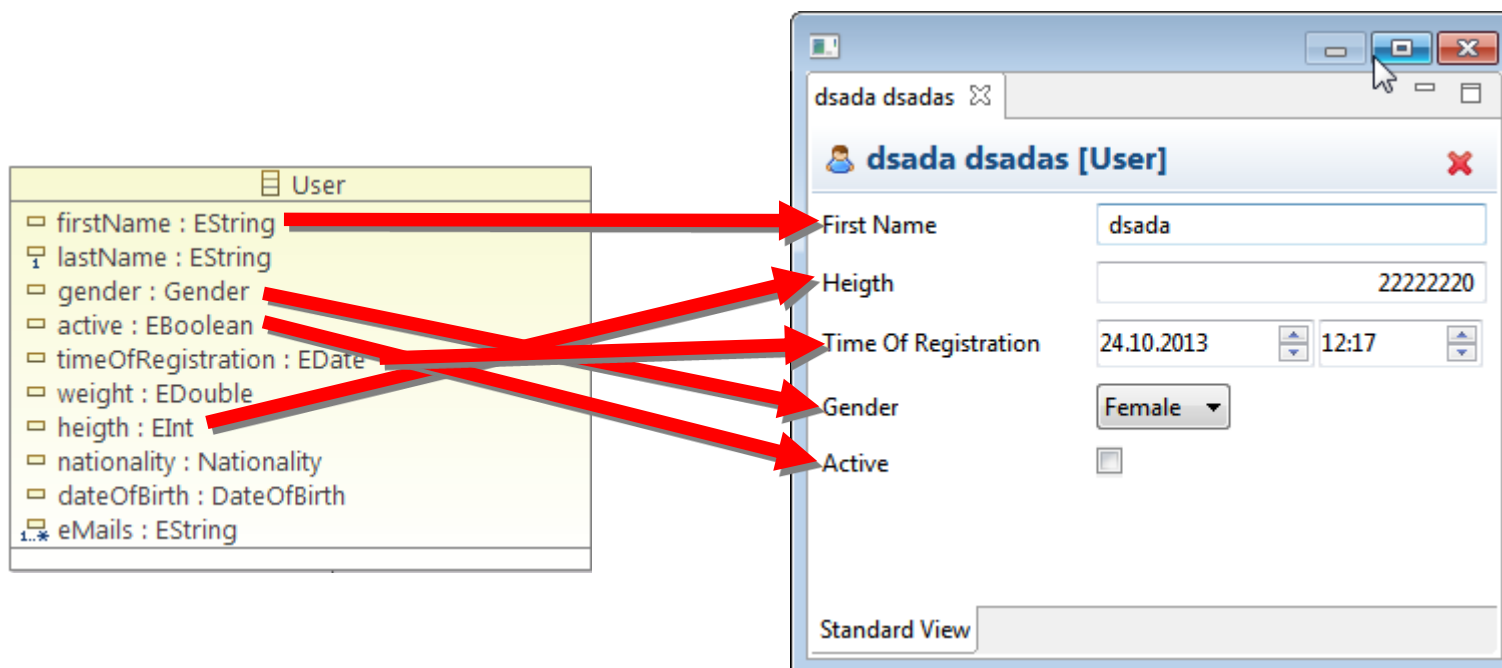 User
firstName : EString
lastName : EString
gender : Gender
active : EBoolean
timeOfRegistration : EDate
weight : EDouble
heigth : EInt
nationality : Nationality
dateOfBirth : DateOfBirth
1..* eMails : EString
dsada dsadas
dsada dsadas [User]
First Name dsada
Heigth 22222220
Time Of Registration 24.10.2013 12:17
Gender Female
Active
Standard View